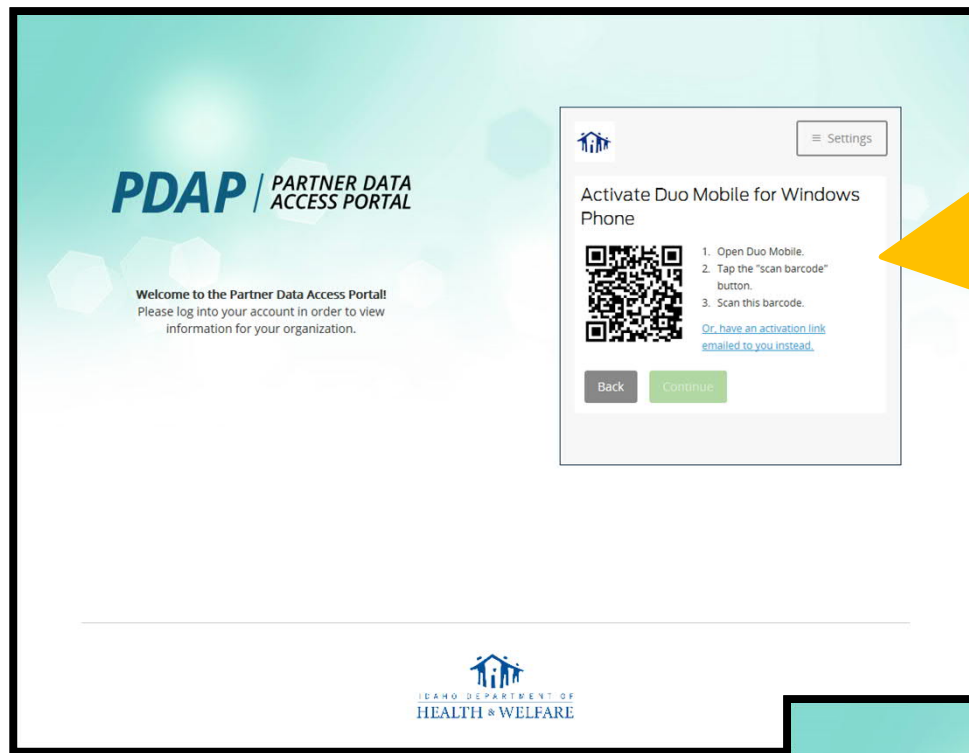 PDAP | PARTNER DATA
ACCESS PORTAL
Welcome to the Partner Data Access Portal!
Please log into your account in order to view
information for your organization.
≡ Settings
Activate Duo Mobile for Windows
Phone
1. Open Duo Mobile.
2. Tap the "scan barcode"
button.
3. Scan this barcode.
Or, have an activation link
emailed to you instead.
Back
Continue
IDAHO DEPARTMENT OF
HEALTH & WELFARE